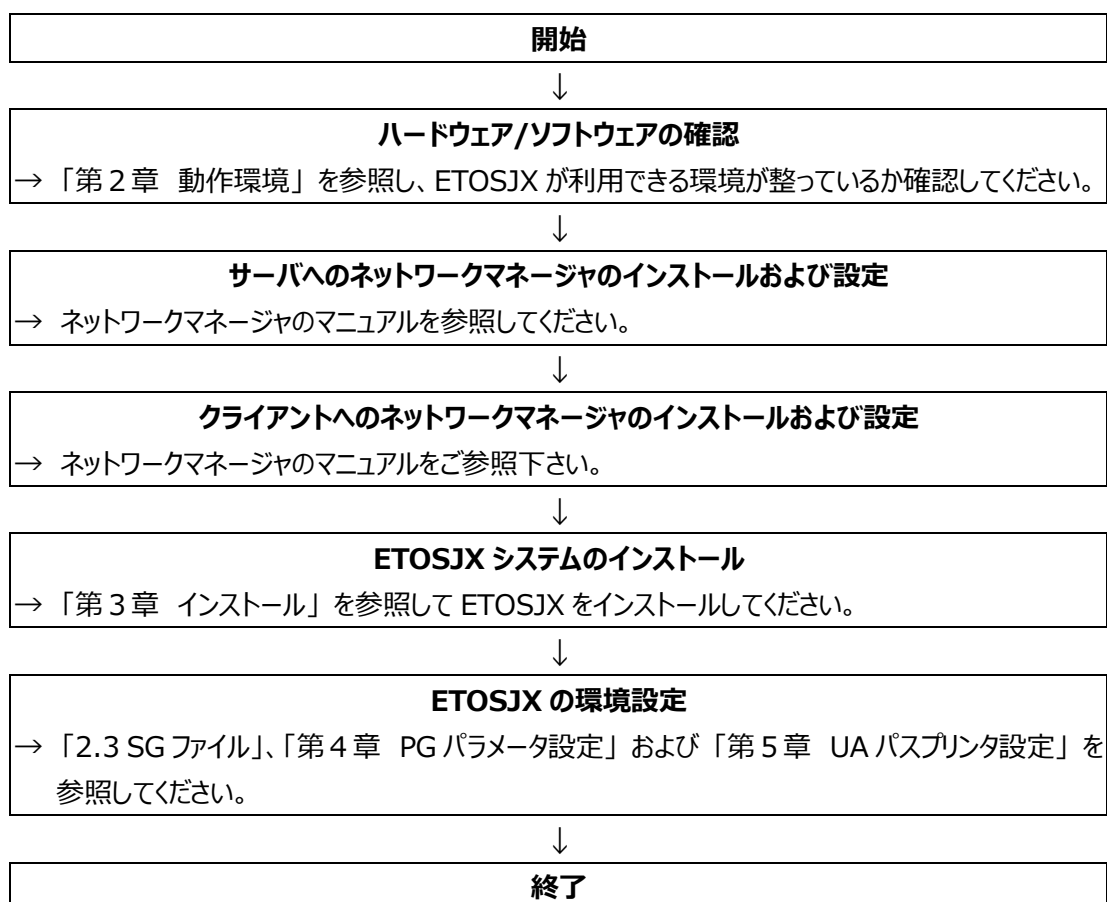 開始
↓
ハードウェア/ソフトウェアの確認
→ 「第2章 動作環境」を参照し、ETOSJX が利用できる環境が整っているか確認してください。
↓
サーバへのネットワークマネージャのインストールおよび設定
→ ネットワークマネージャのマニュアルを参照してください。
↓
クライアントへのネットワークマネージャのインストールおよび設定
→ ネットワークマネージャのマニュアルをご参照下さい。
↓
ETOSJX システムのインストール
→ 「第3章 インストール」を参照して ETOSJX をインストールしてください。
↓
ETOSJX の環境設定
→ 「2.3 SG ファイル」、「第4章 PG パラメータ設定」および「第5章 UA パスプリンタ設定」を
参照してください。
↓
終了